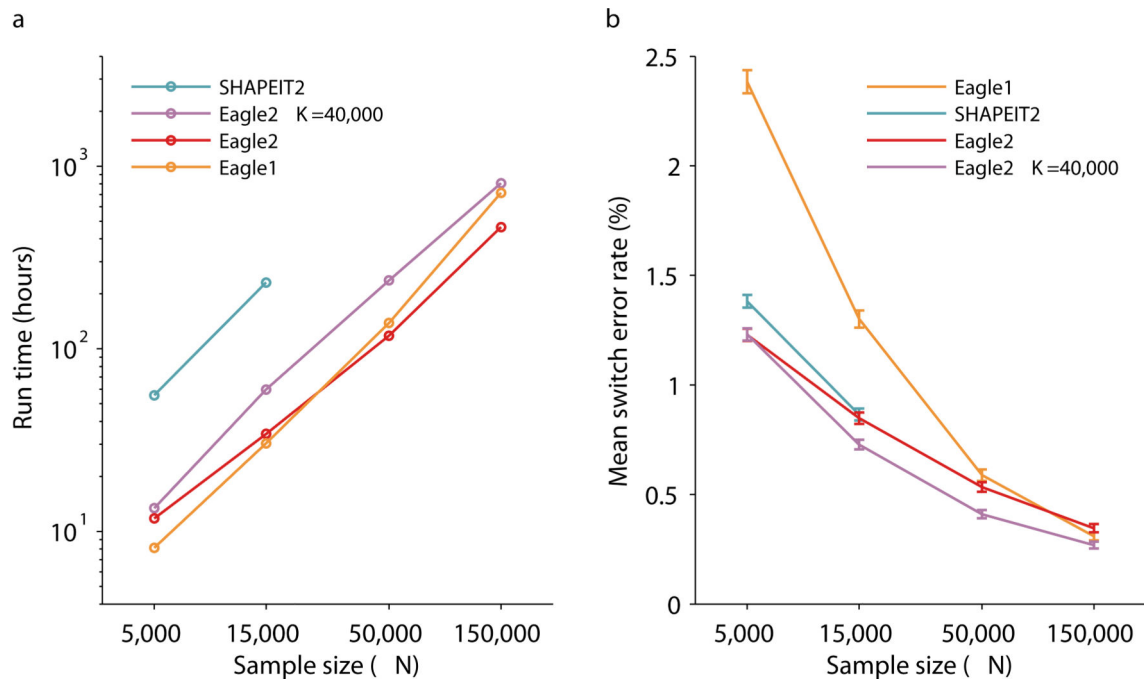 a
SHAPEIT2
Eagle2 K=40,000
Eagle2
Eagle1
10³
10²
10¹
Run time (hours)
5,000 15,000 50,000 150,000
Sample size ( N)
b
Eagle1
SHAPEIT2
Eagle2
Eagle2 K=40,000
2.5
2
1.5
1
0.5
0
Mean switch error rate (%)
5,000 15,000 50,000 150,000
Sample size ( N)